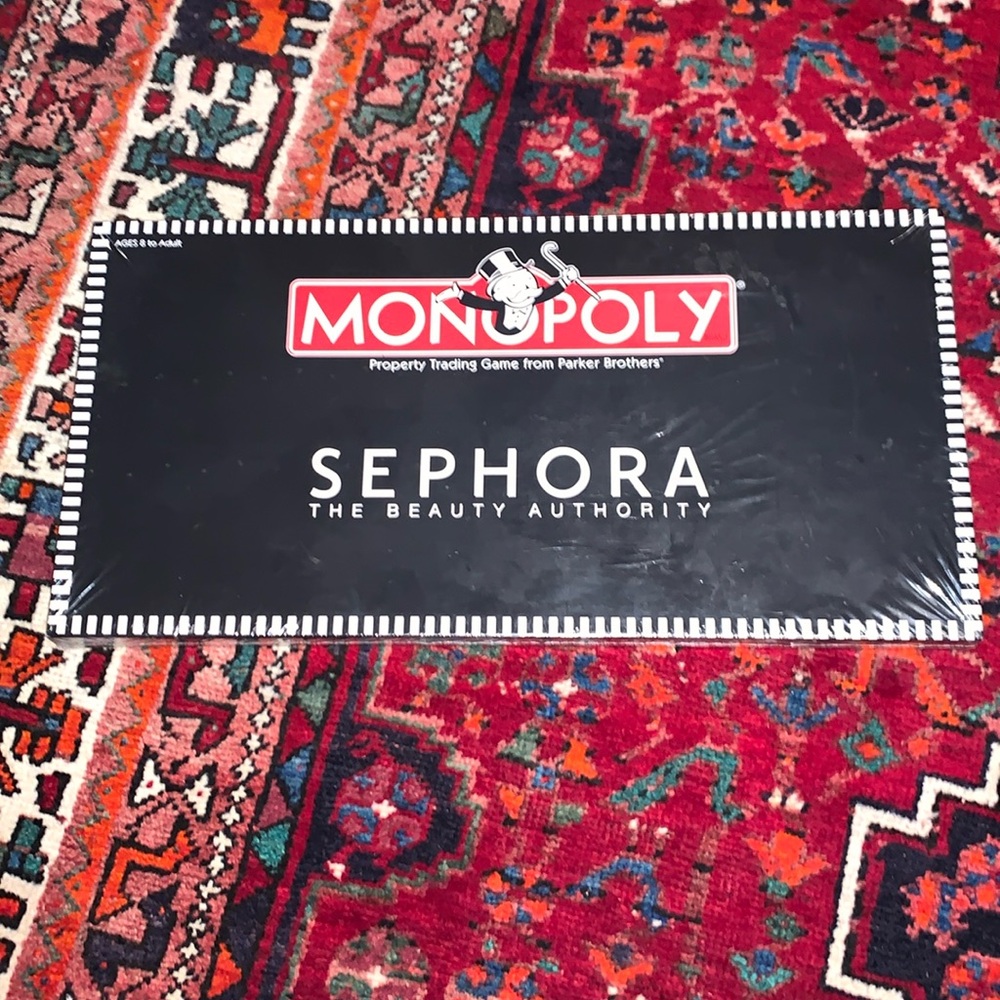 AGES 8 to Adult
MONOPOLY®
Property Trading Game from Parker Brothers®
SEPHORA
THE BEAUTY AUTHORITY